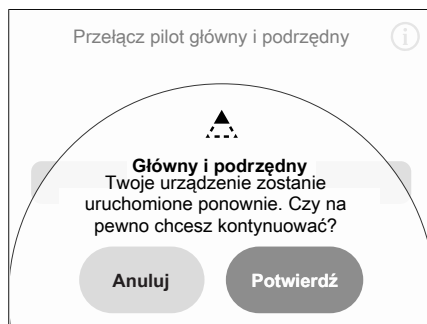 Przełącz pilot główny i podrzędny
Główny i podrzędny
Twoje urządzenie zostanie
uruchomione ponownie. Czy na
pewno chcesz kontynuować?
Anuluj
Potwierdź